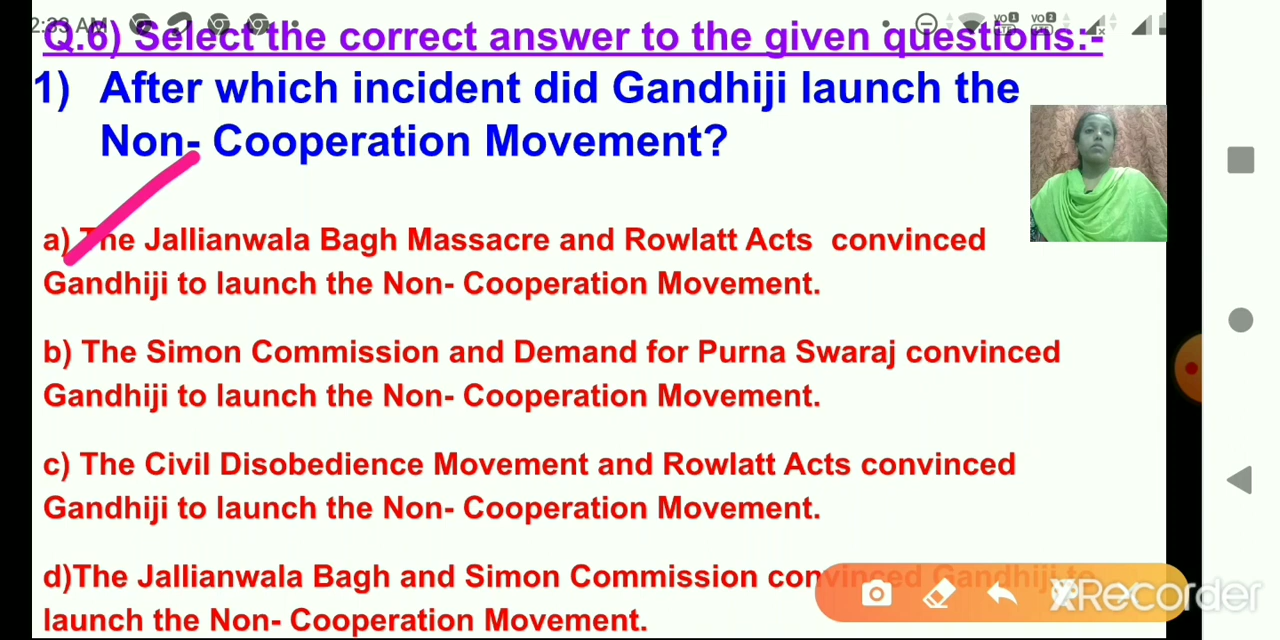 2:33 AM
Q.6) Select the correct answer to the given questions:-
1) After which incident did Gandhiji launch the
Non- Cooperation Movement?
a) The Jallianwala Bagh Massacre and Rowlatt Acts convinced
Gandhiji to launch the Non- Cooperation Movement.
b) The Simon Commission and Demand for Purna Swaraj convinced
Gandhiji to launch the Non- Cooperation Movement.
c) The Civil Disobedience Movement and Rowlatt Acts convinced
Gandhiji to launch the Non- Cooperation Movement.
d)The Jallianwala Bagh and Simon Commission convinced Gandhiji to
launch the Non- Cooperation Movement.
XRecorder